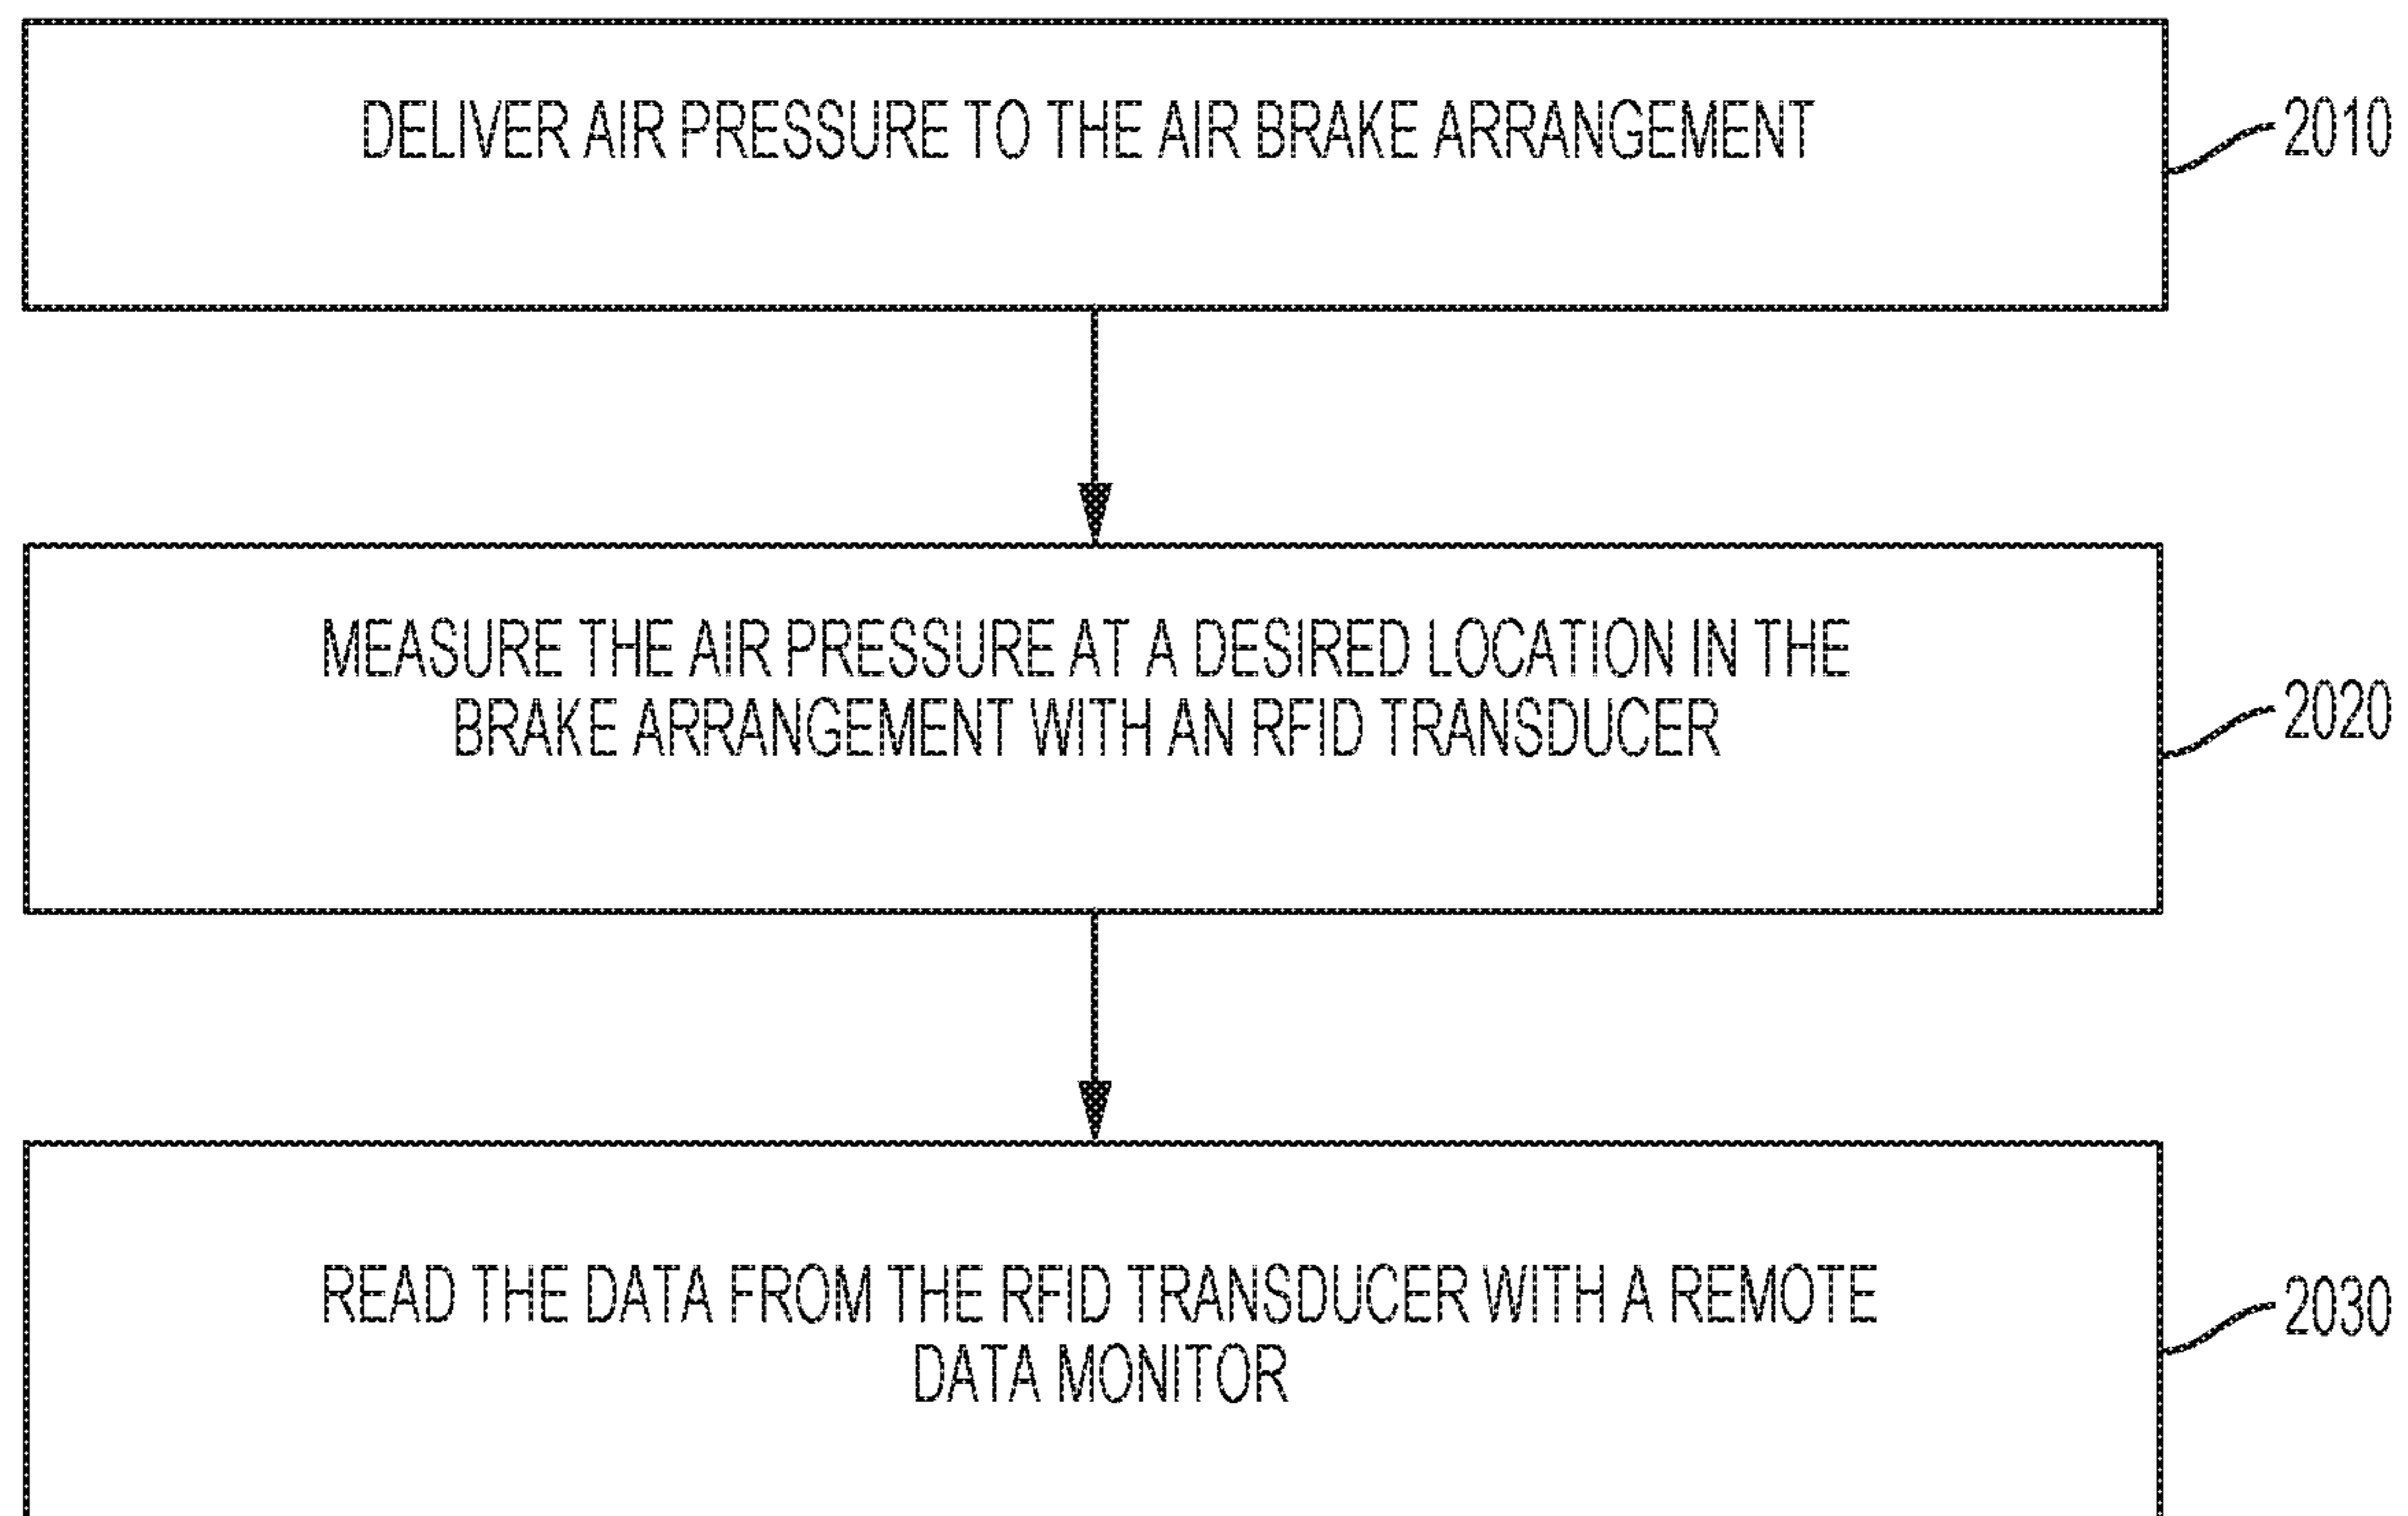 DELIVER AIR PRESSURE TO THE AIR BRAKE ARRANGEMENT
2010
MEASURE THE AIR PRESSURE AT A DESIRED LOCATION IN THE
BRAKE ARRANGEMENT WITH AN RFID TRANSDUCER
2020
READ THE DATA FROM THE RFID TRANSDUCER WITH A REMOTE
DATA MONITOR
2030